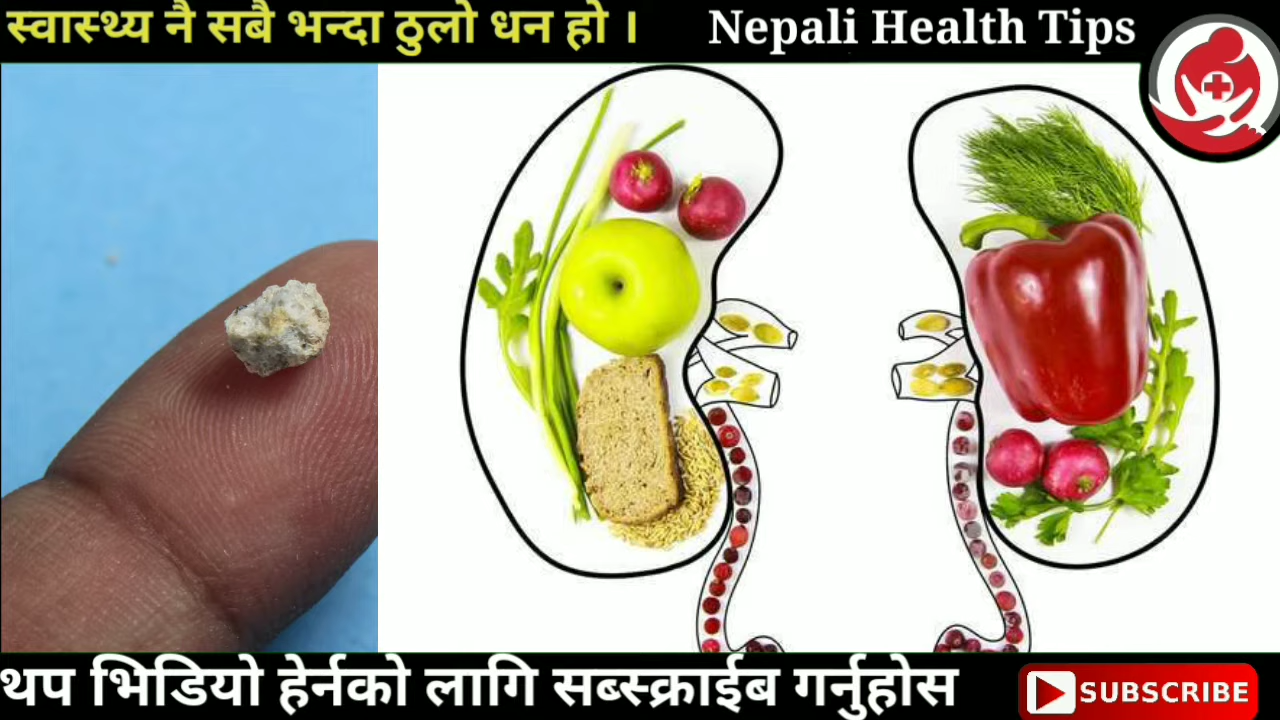 स्वास्थ्य नै सबै भन्दा ठुलो धन हो ।
Nepali Health Tips
थप भिडियो हेर्नको लागि सब्स्क्राईब गर्नुहोस
SUBSCRIBE